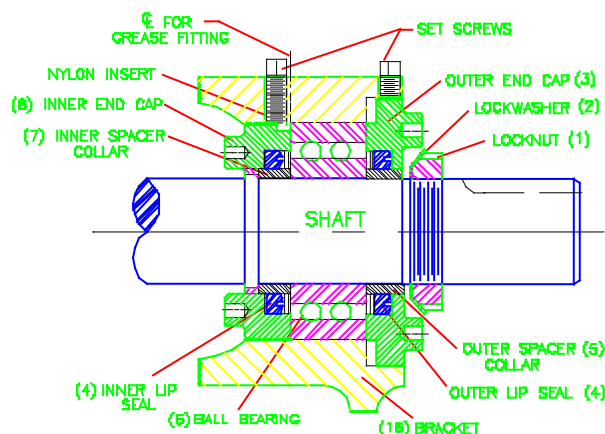 ℄ FOR
GREASE FITTING
SET SCREWS
NYLON INSERT
OUTER END CAP (3)
(8) INNER END CAP
LOCKWASHER (2)
(7) INNER SPACER
COLLAR
LOCKNUT (1)
SHAFT
OUTER SPACER (5)
COLLAR
(4) INNER LIP
SEAL
OUTER LIP SEAL (4)
(6) BALL BEARING
(16) BRACKET